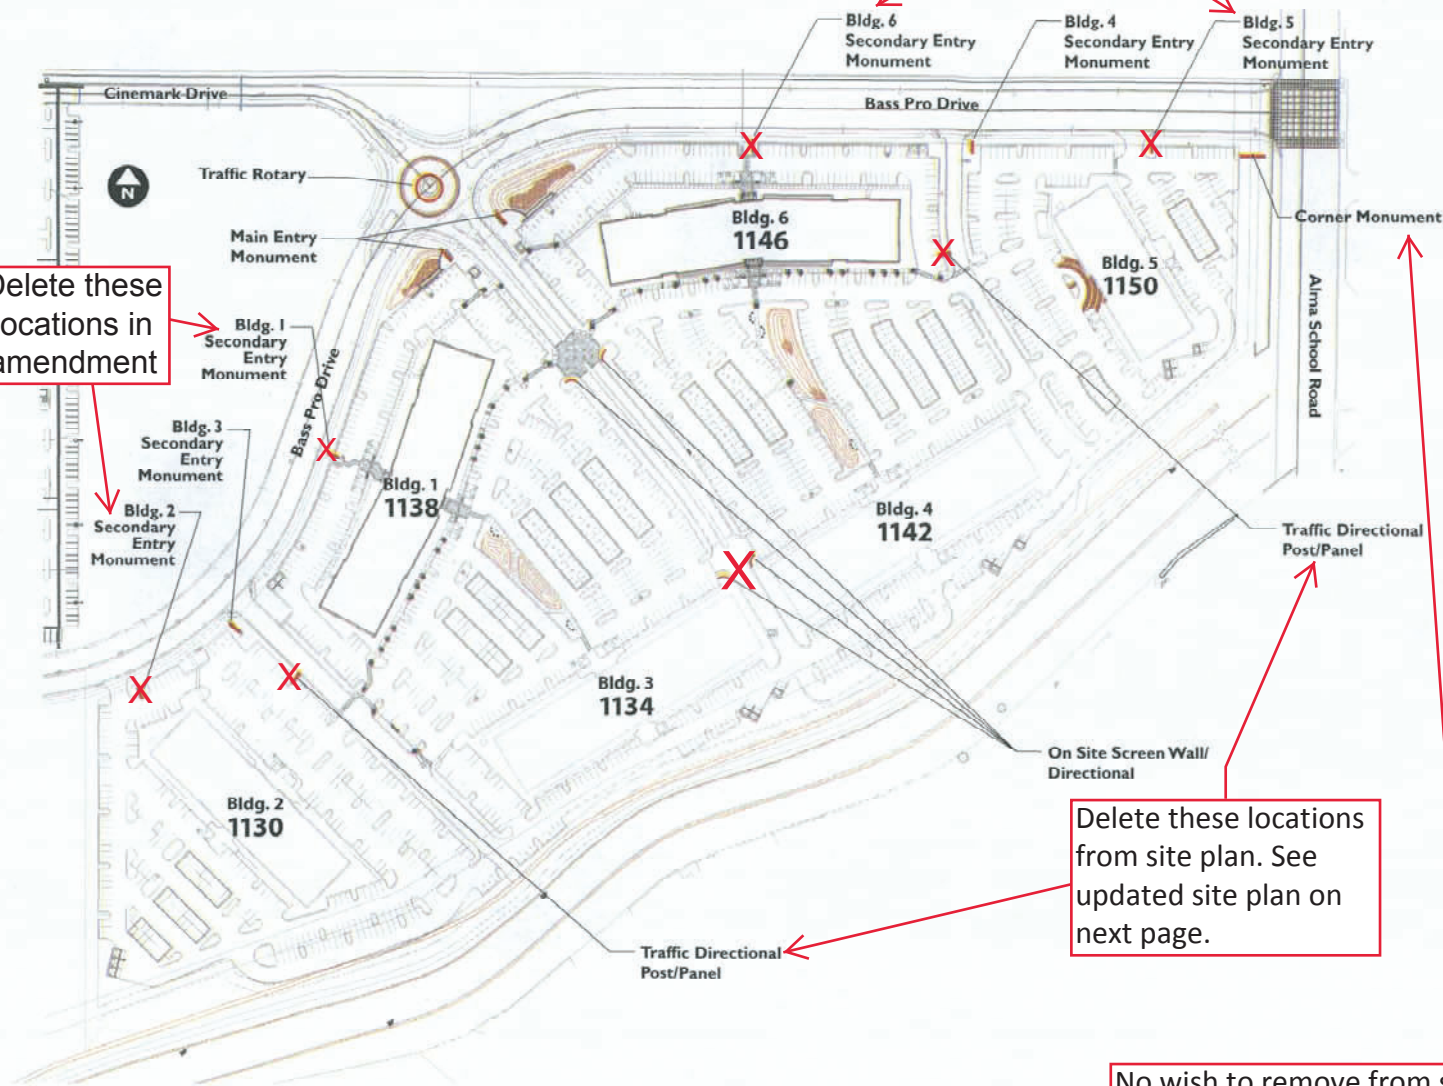 Bldg. 6
Secondary Entry
Monument
Bldg. 4
Secondary Entry
Monument
Bldg. 5
Secondary Entry
Monument
Cinemark Drive
Bass Pro Drive
N
Traffic Rotary
Main Entry
Monument
Bldg. 6
1146
Corner Monument
Bldg. 5
1150
Alma School Road
Delete these
locations in
amendment
Bldg. 1
Secondary
Entry
Monument
Bass Pro Drive
Bldg. 3
Secondary
Entry
Monument
Bldg. 1
1138
Bldg. 2
Secondary
Entry
Monument
Bldg. 4
1142
Traffic Directional
Post/Panel
Bldg. 3
1134
On Site Screen Wall/
Directional
Bldg. 2
1130
Delete these locations
from site plan. See
updated site plan on
next page.
Traffic Directional
Post/Panel
No wish to remove from